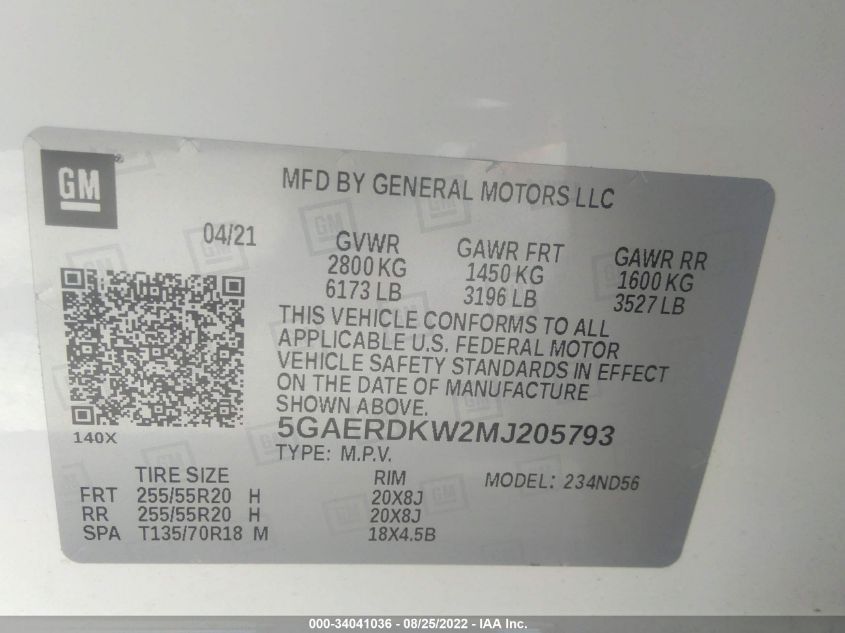 GM
MFD BY GENERAL MOTORS LLC
04/21
GVWR
2800 KG
6173 LB
GAWR FRT
1450 KG
3196 LB
GAWR RR
1600 KG
3527 LB
THIS VEHICLE CONFORMS TO ALL
APPLICABLE U.S. FEDERAL MOTOR
VEHICLE SAFETY STANDARDS IN EFFECT
ON THE DATE OF MANUFACTURE
SHOWN ABOVE.
140X
5GAERDKW2MJ205793
TYPE: M.P.V.
TIRE SIZE RIM MODEL: 234ND56
FRT 255/55R20 H 20X8J
RR 255/55R20 H 20X8J
SPA T135/70R18 M 18X4.5B
000-34041036 - 08/25/2022 - IAA Inc.